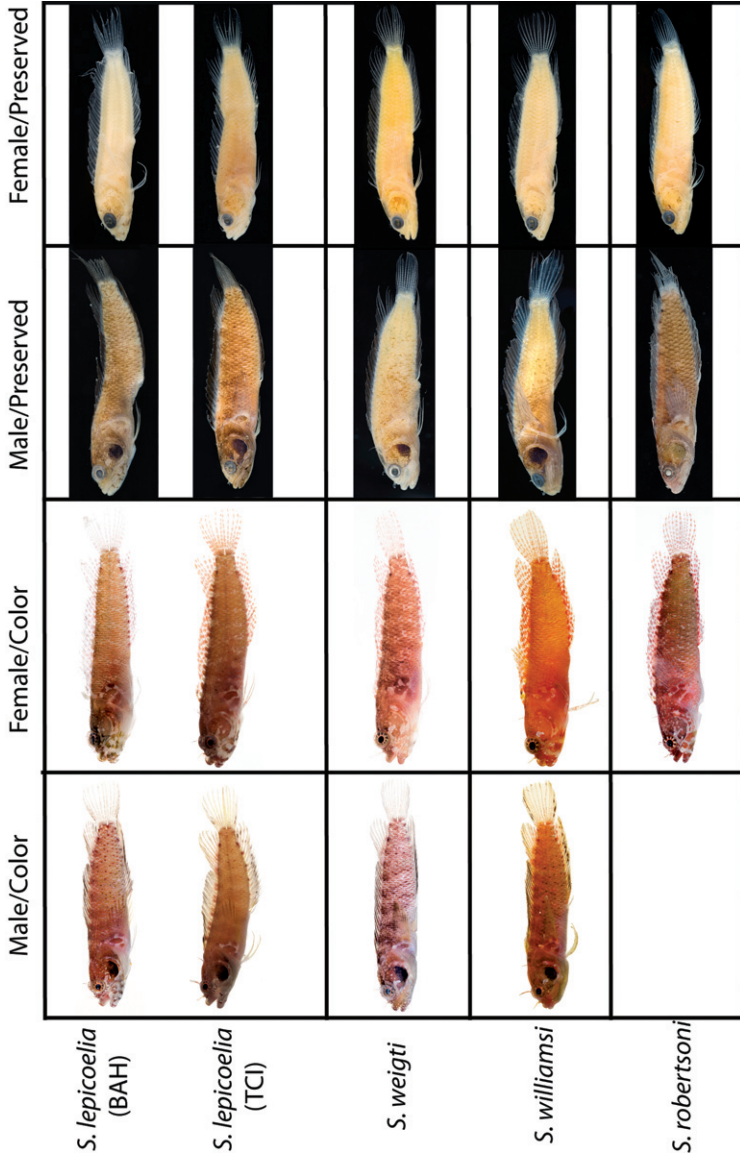 Male/Color
Female/Color
Male/Preserved
Female/Preserved
S. lepicoelia
(BAH)
S. lepicoelia
(TCI)
S. weigti
S. williamsi
S. robertsoni